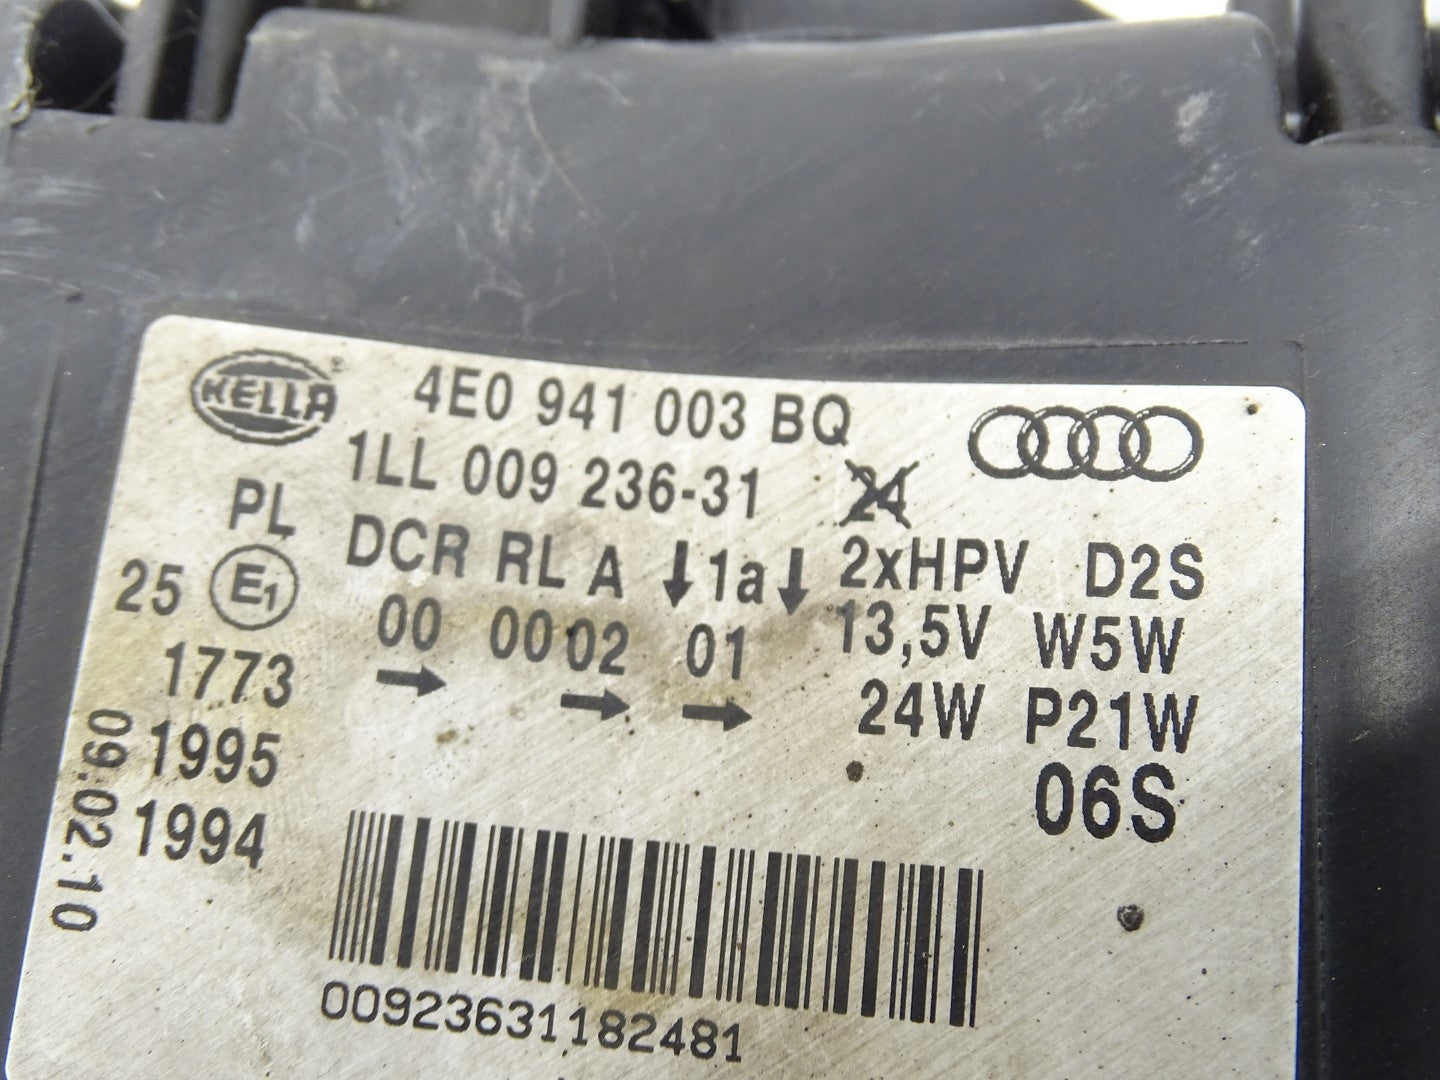 HELLA
4E0 941 003 BQ
1LL 009 236-31 24
PL DCR RL A ↓1a↓ 2xHPV D2S
25 E1 00 00 02 01 13,5V W5W
1773 → → → 24W P21W
1995 06S
1994
09.02.10
00923631182481